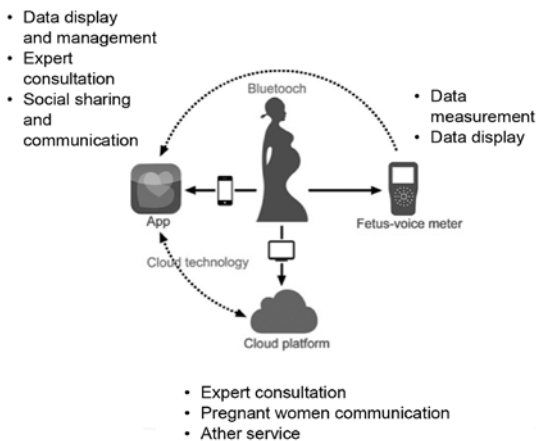 • Data display
and management
• Expert
consultation
• Social sharing
and
communication
Bluetooch
• Data
measurement
• Data display
App
Fetus-voice meter
Cloud technology
Cloud platform
• Expert consultation
• Pregnant women communication
• Ather service